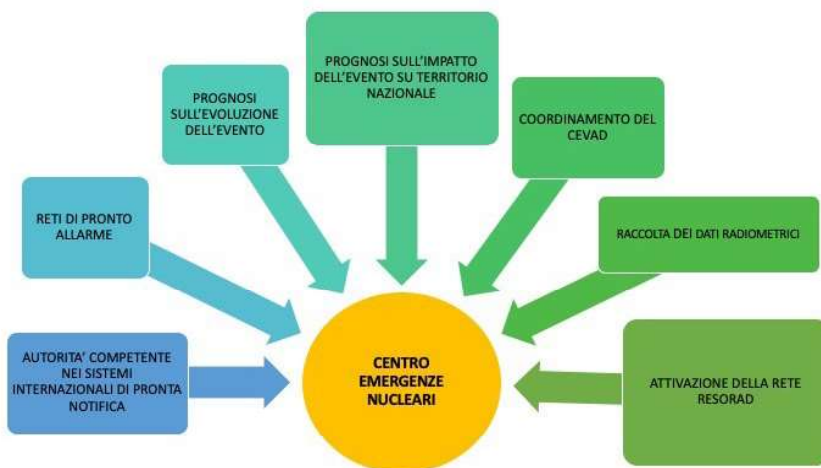 AUTORITA' COMPETENTE
NEI SISTEMI
INTERNAZIONALI DI PRONTA
NOTIFICA
RETI DI PRONTO
ALLARME
PROGNOSI
SULL'EVOLUZIONE
DELL'EVENTO
PROGNOSI SULL'IMPATTO
DELL'EVENTO SU TERRITORIO
NAZIONALE
COORDINAMENTO DEL
CEVAD
RACCOLTA DEI DATI RADIOMETRICI
ATTIVAZIONE DELLA RETE
RESORAD
CENTRO
EMERGENZE
NUCLEARI